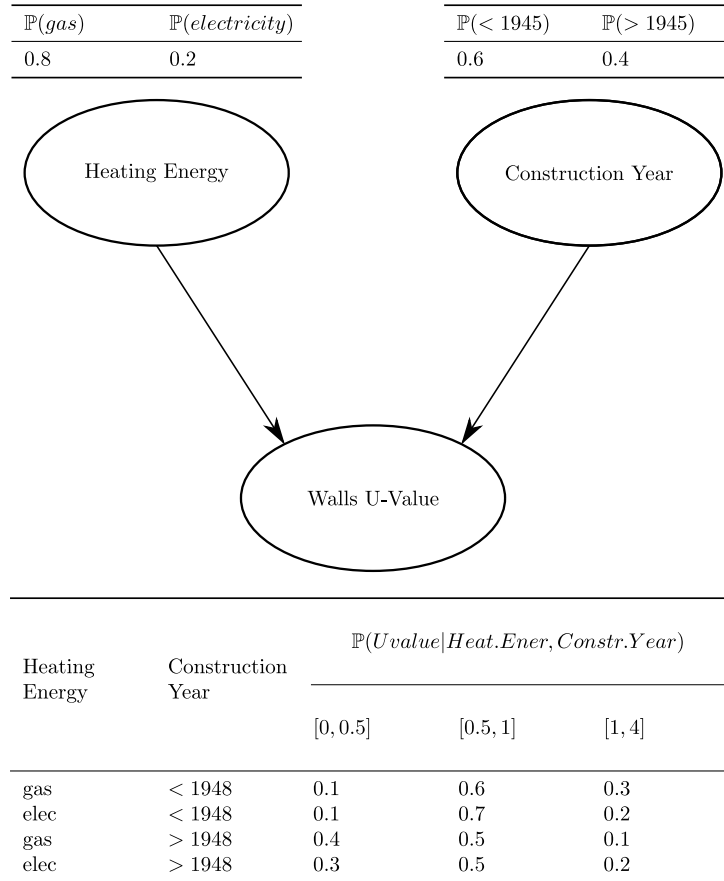 ℙ(gas) ℙ(electricity)
0.8 0.2
ℙ(< 1945) ℙ(> 1945)
0.6 0.4
Heating Energy
Construction Year
Walls U-Value
ℙ(Uvalue|Heat.Ener, Constr.Year)
Heating Energy
Construction Year
[0, 0.5] [0.5, 1] [1, 4]
gas < 1948 0.1 0.6 0.3
elec < 1948 0.1 0.7 0.2
gas > 1948 0.4 0.5 0.1
elec > 1948 0.3 0.5 0.2